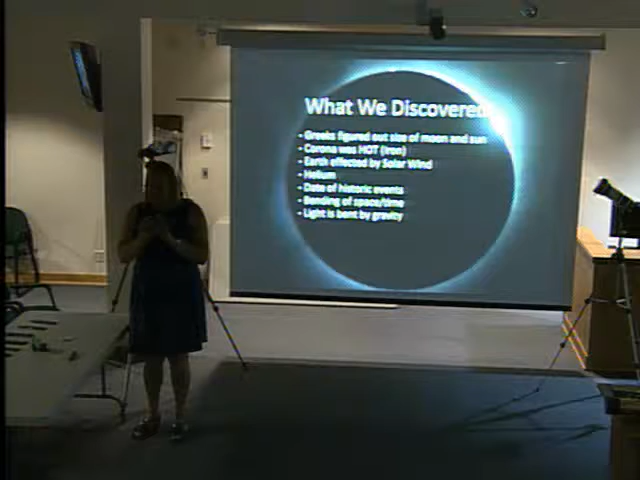 What We Discovered
- Greeks figured out size of moon and sun
- Corona was HOT (Iron)
- Earth effected by Solar Wind
- Helium
- Date of historic events
- Bending of space/time
- Light is bent by gravity